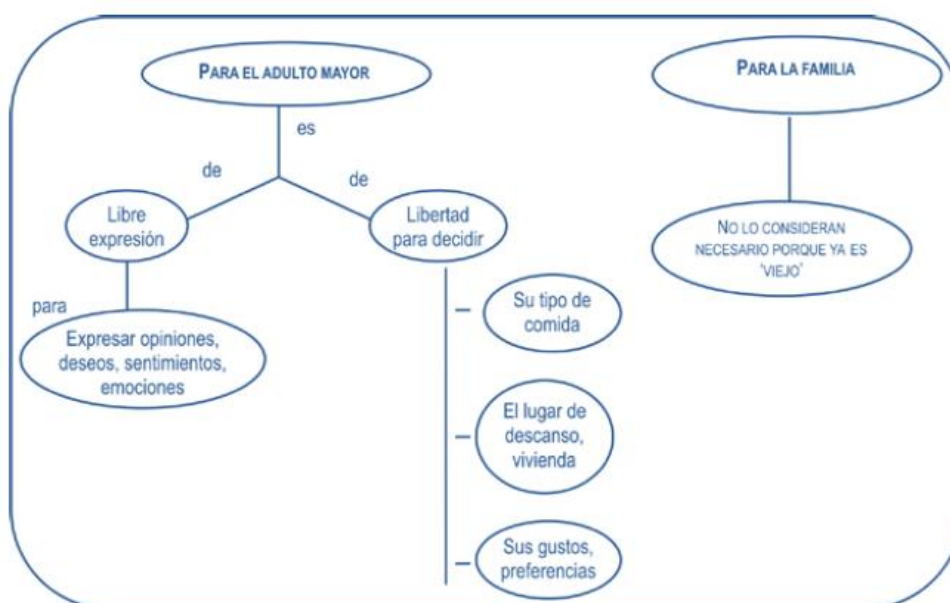 PARA EL ADULTO MAYOR
es
de
de
Libre
expresión
Libertad
para decidir
para
Expresar opiniones,
deseos, sentimientos,
emociones
Su tipo de
comida
El lugar de
descanso,
vivienda
Sus gustos,
preferencias
PARA LA FAMILIA
NO LO CONSIDERAN
NECESARIO PORQUE YA ES
'VIEJO'